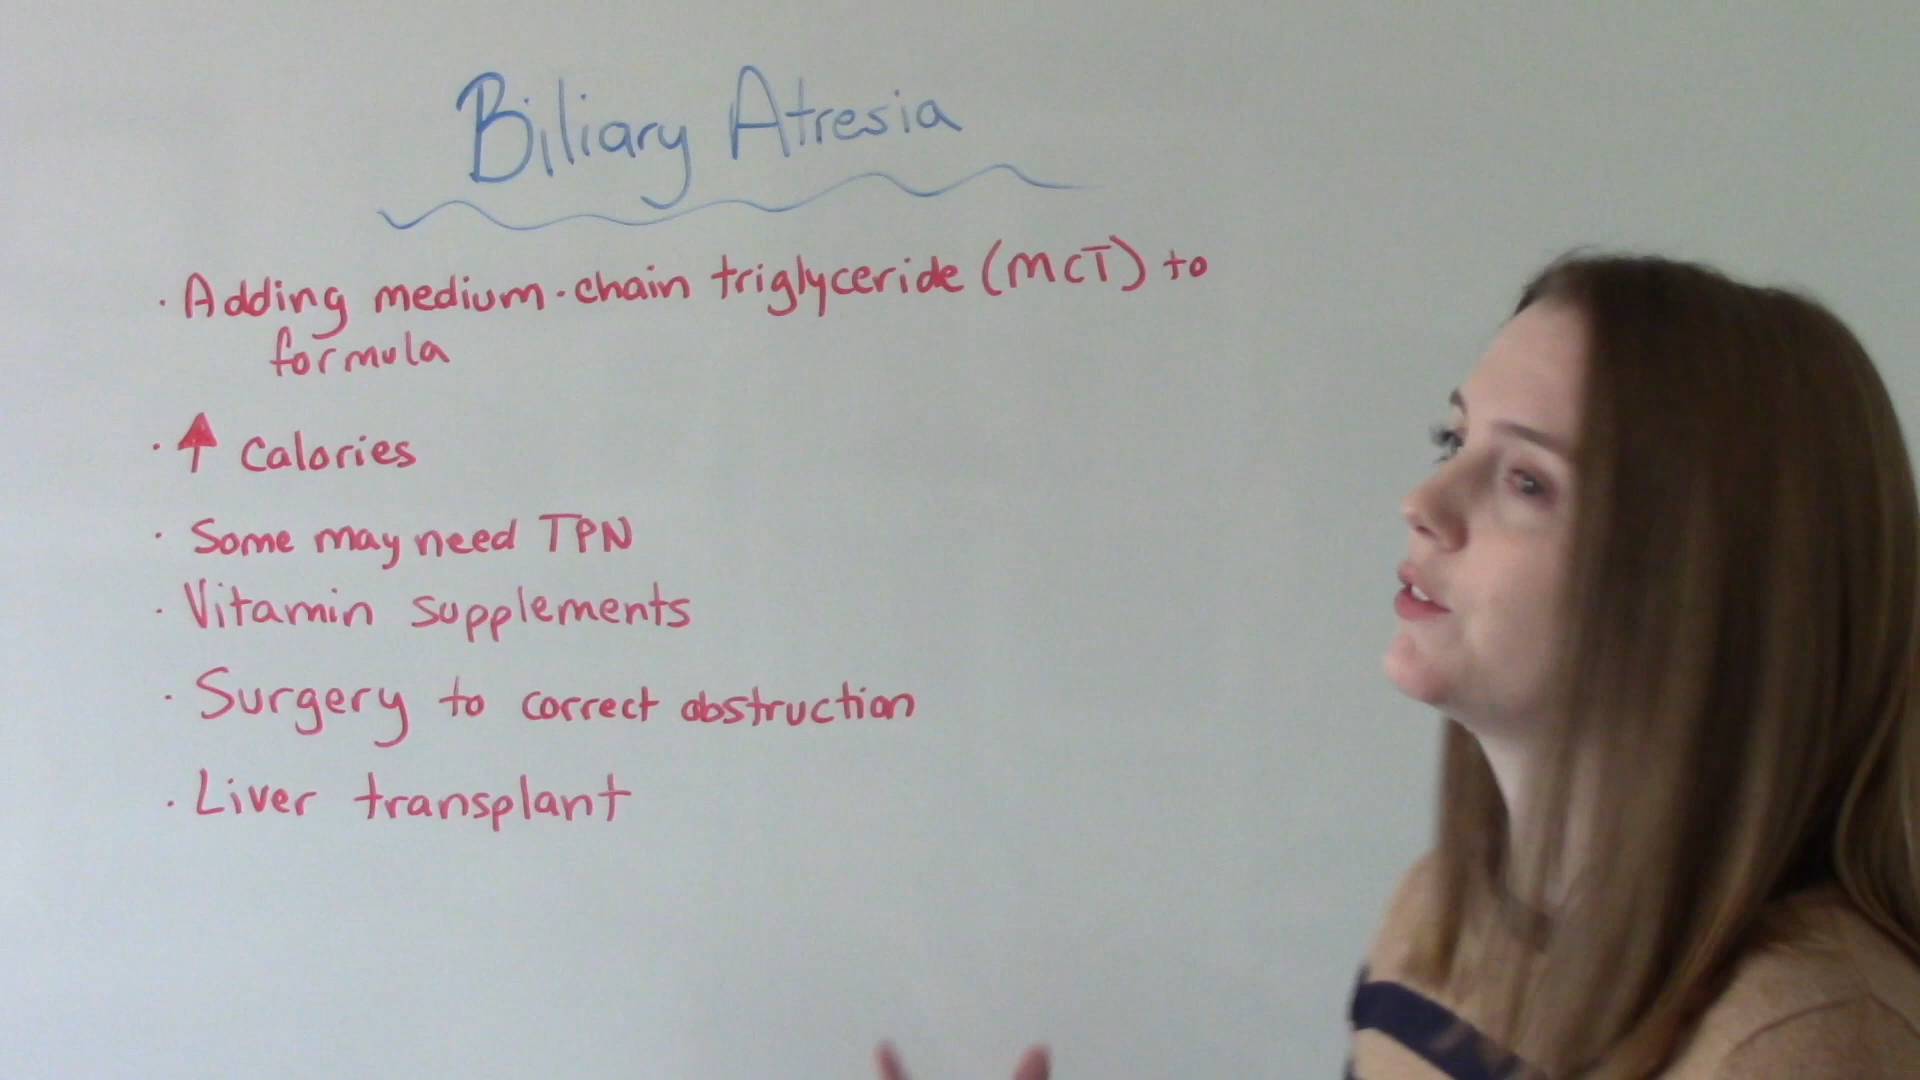 Biliary Atresia
· Adding medium-chain triglyceride (MCT) to
formula
· ↑ Calories
· Some may need TPN
· Vitamin supplements
· Surgery to correct obstruction
· Liver transplant